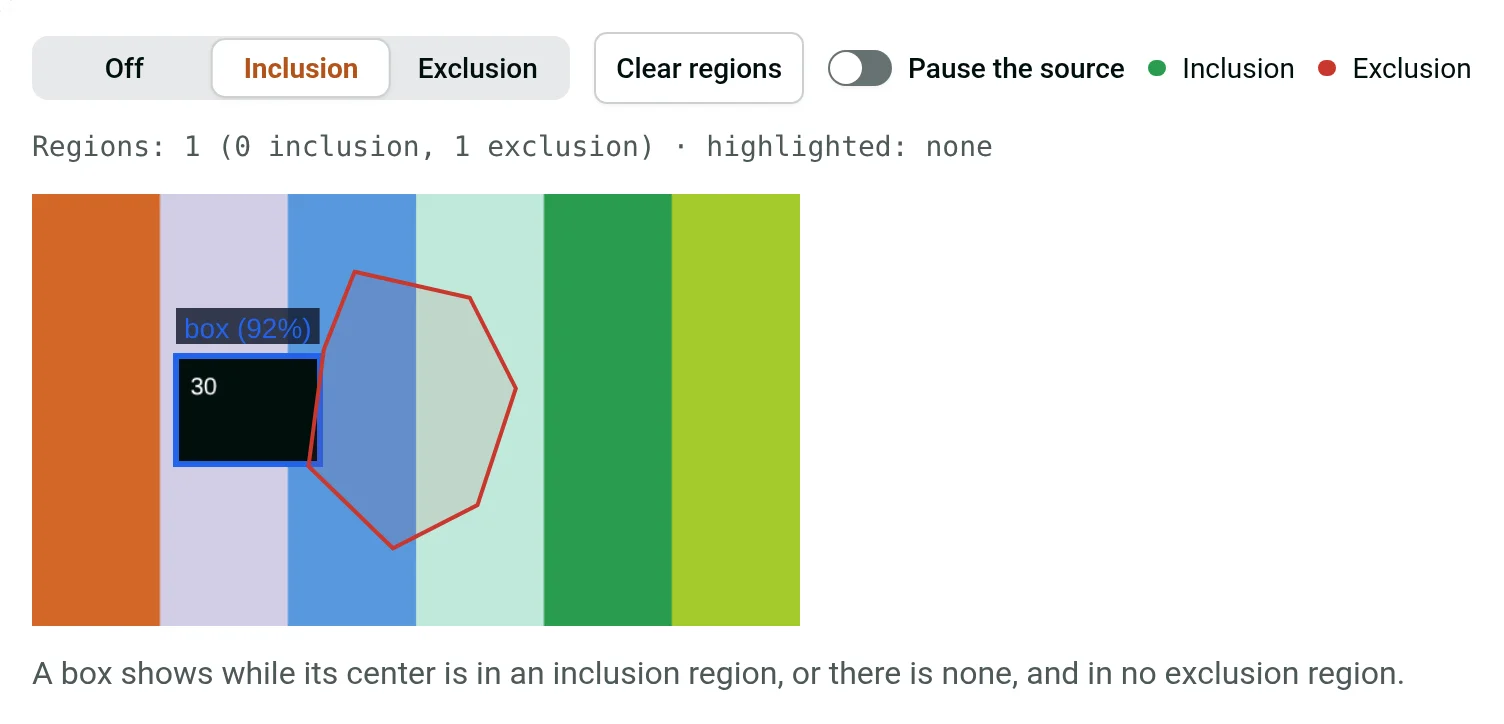 Off Inclusion Exclusion Clear regions Pause the source Inclusion Exclusion
Regions: 1 (0 inclusion, 1 exclusion) · highlighted: none
box (92%)
30
A box shows while its center is in an inclusion region, or there is none, and in no exclusion region.